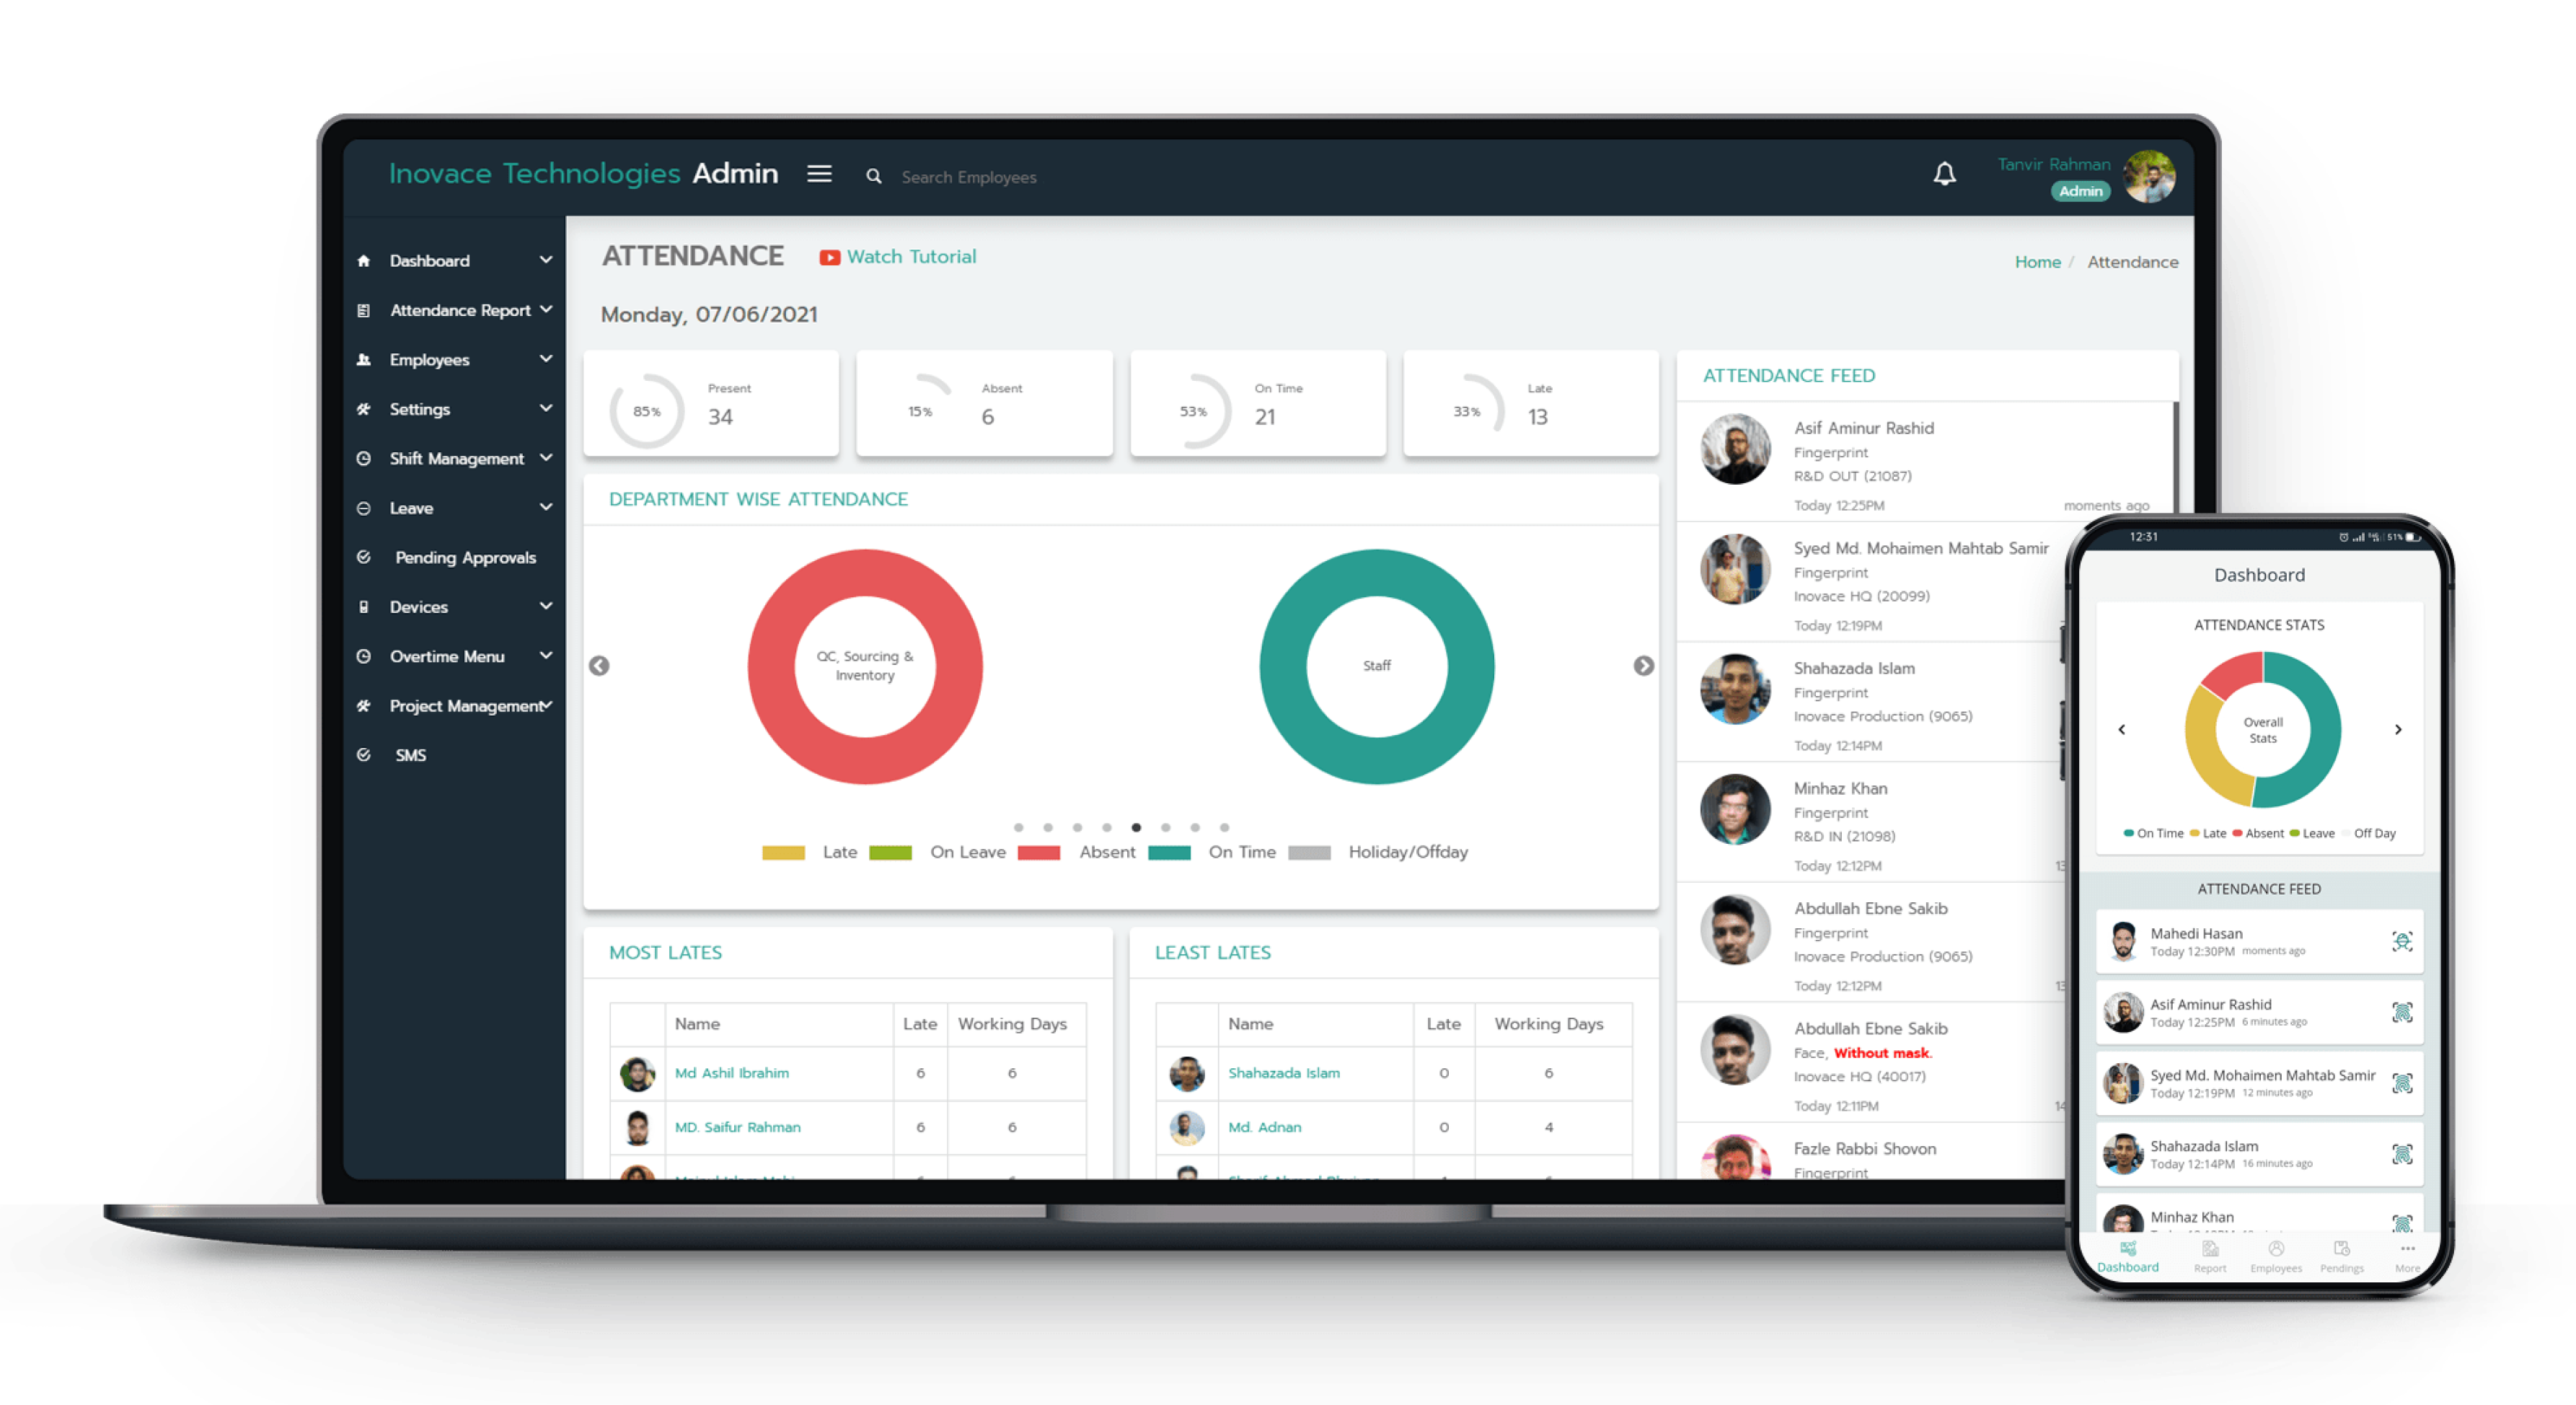 Inovace Technologies Admin
Search Employees
Tanvir Rahman
Admin
Dashboard
Attendance Report
Employees
Settings
Shift Management
Leave
Pending Approvals
Devices
Overtime Menu
Project Management
SMS
ATTENDANCE
Watch Tutorial
Home / Attendance
Monday, 07/06/2021
85%
Present
34
15%
Absent
6
53%
On Time
21
33%
Late
13
DEPARTMENT WISE ATTENDANCE
QC, Sourcing &
Inventory
Staff
Late
On Leave
Absent
On Time
Holiday/Offday
MOST LATES
Name Late Working Days
Md Ashil Ibrahim 6 6
MD. Saifur Rahman 6 6
LEAST LATES
Name Late Working Days
Shahazada Islam 0 6
Md. Adnan 0 4
ATTENDANCE FEED
Asif Aminur Rashid
Fingerprint
R&D OUT (21087)
Today 12:25PM moments ago
Syed Md. Mohaimen Mahtab Samir
Fingerprint
Inovace HQ (20099)
Today 12:19PM
Shahazada Islam
Fingerprint
Inovace Production (9065)
Today 12:14PM
Minhaz Khan
Fingerprint
R&D IN (21098)
Today 12:12PM
Abdullah Ebne Sakib
Fingerprint
Inovace Production (9065)
Today 12:12PM
Abdullah Ebne Sakib
Face, Without mask.
Inovace HQ (40017)
Today 12:11PM
Fazle Rabbi Shovon
Fingerprint
12:31
51%
Dashboard
ATTENDANCE STATS
Overall
Stats
On Time Late Absent Leave Off Day
ATTENDANCE FEED
Mahedi Hasan
Today 12:30PM moments ago
Asif Aminur Rashid
Today 12:25PM 6 minutes ago
Syed Md. Mohaimen Mahtab Samir
Today 12:19PM 12 minutes ago
Shahazada Islam
Today 12:14PM 16 minutes ago
Minhaz Khan
Dashboard
Report
Employees
Pendings
More